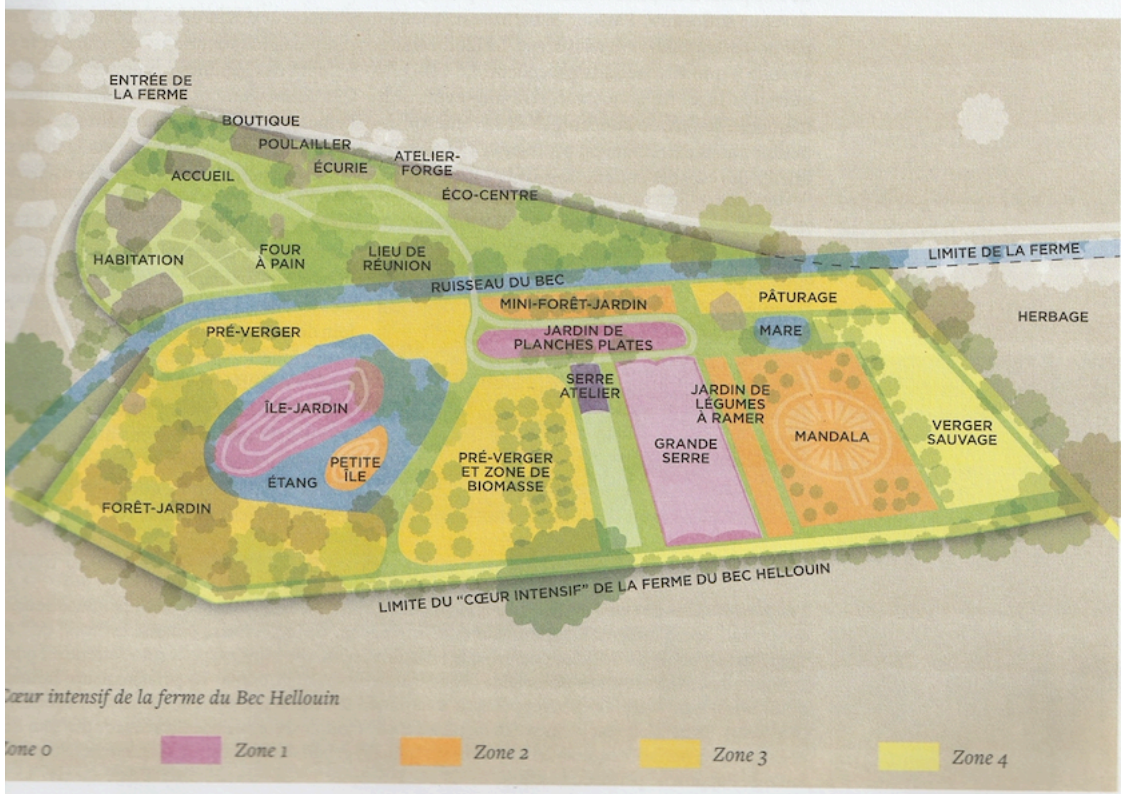 ENTRÉE DE
LA FERME
BOUTIQUE
POULAILLER
ÉCURIE
ATELIER-
FORGE
ACCUEIL
ÉCO-CENTRE
HABITATION
FOUR
À PAIN
LIEU DE
RÉUNION
LIMITE DE LA FERME
RUISSEAU DU BEC
MINI-FORÊT-JARDIN
PÂTURAGE
HERBAGE
PRÉ-VERGER
JARDIN DE
PLANCHES PLATES
MARE
SERRE
ATELIER
JARDIN DE
LÉGUMES
À RAMER
ÎLE-JARDIN
GRANDE
SERRE
MANDALA
VERGER
SAUVAGE
PETITE
ÎLE
ÉTANG
PRÉ-VERGER
ET ZONE DE
BIOMASSE
FORÊT-JARDIN
LIMITE DU “CŒUR INTENSIF” DE LA FERME DU BEC HELLOUIN
Cœur intensif de la ferme du Bec Hellouin
Zone 0
Zone 1
Zone 2
Zone 3
Zone 4